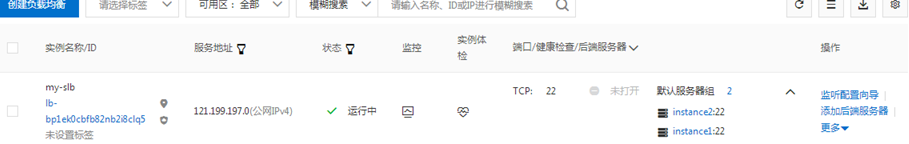 创建负载均衡 请选择标签 可用区： 全部 模糊搜索 请输入名称、ID或IP进行模糊搜索
实例名称/ID 服务地址 状态 监控 实例体检 端口/健康检查/后端服务器 操作
my-slb
lb-
bp1ek0cbfb82nb2i8clq5
未设置标签
121.199.197.0(公网IPv4)
运行中
TCP: 22 未打开 默认服务器组 2
instance2:22
instance1:22
监听配置向导
添加后端服务器
更多